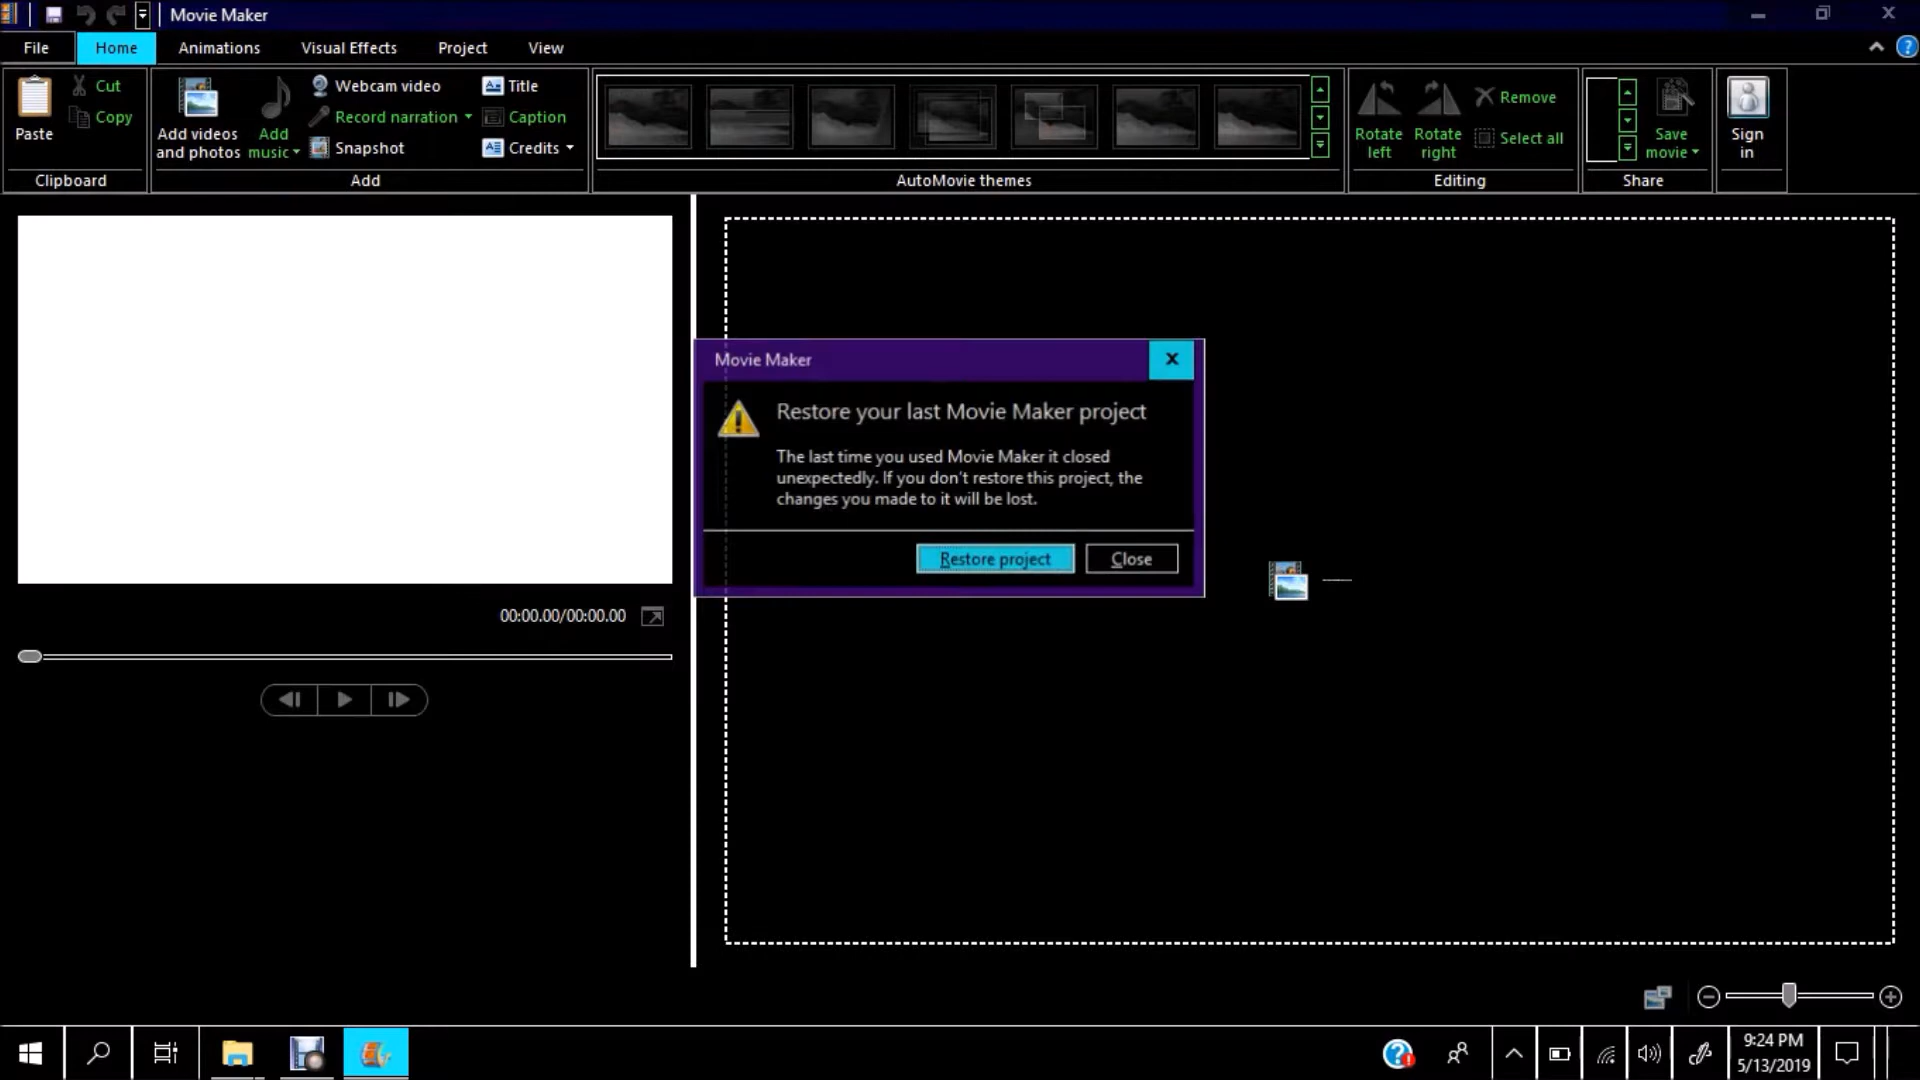 Movie Maker
File Home Animations Visual Effects Project View
Paste
Cut
Copy
Clipboard
Add videos
and photos
Add
music
Webcam video
Record narration
Snapshot
Title
Caption
Credits
Add
AutoMovie themes
Rotate
left
Rotate
right
Remove
Select all
Editing
Save
movie
Share
Sign
in
Movie Maker
Restore your last Movie Maker project
The last time you used Movie Maker it closed
unexpectedly. If you don't restore this project, the
changes you made to it will be lost.
Restore project Close
00:00.00/00:00.00
9:24 PM
5/13/2019